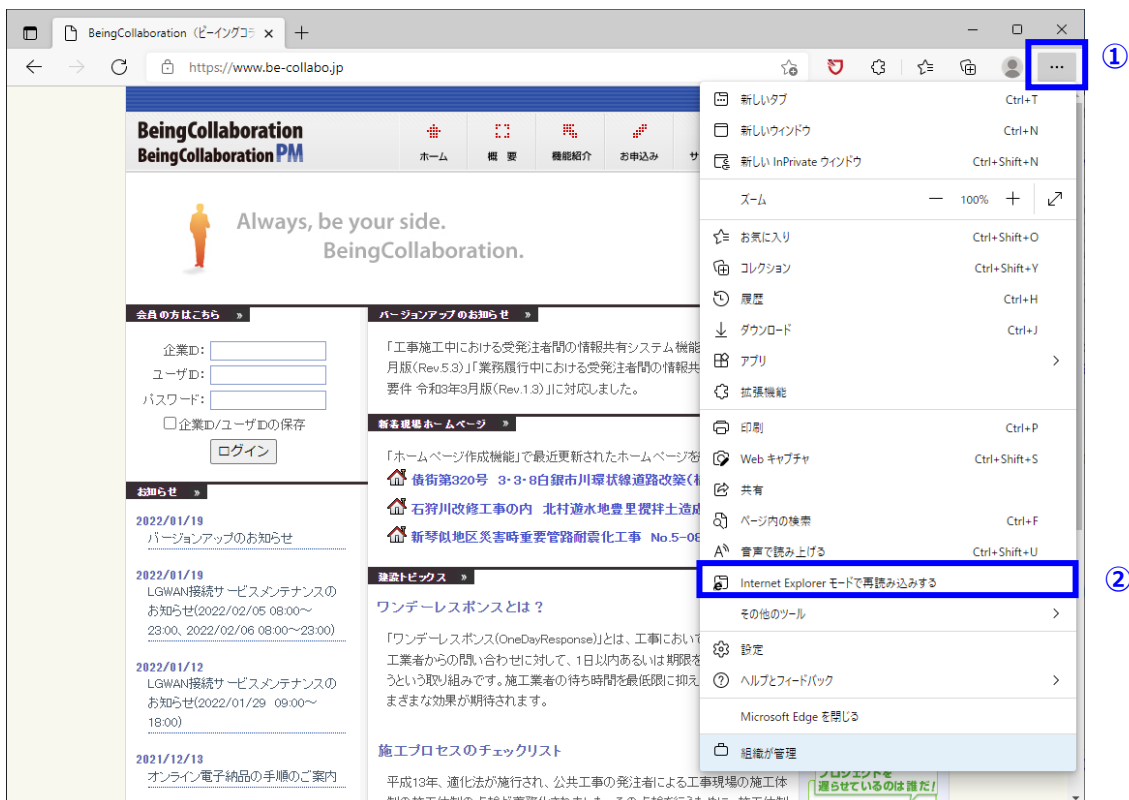 BeingCollaboration (ビーイングコラ
https://www.be-collabo.jp
①
BeingCollaboration
BeingCollaboration PM
ホーム
概 要
機能紹介
お申込み
サ
Always, be your side.
BeingCollaboration.
会員の方はこちら »
企業ID:
ユーザID:
パスワード:
企業ID/ユーザIDの保存
ログイン
お知らせ »
2022/01/19
バージョンアップのお知らせ
2022/01/19
LGWAN接続サービスメンテナンスの
お知らせ(2022/02/05 08:00～
23:00、2022/02/06 08:00～23:00)
2022/01/12
LGWAN接続サービスメンテナンスの
お知らせ(2022/01/29 09:00～
18:00)
2021/12/13
オンライン電子納品の手順のご案内
バージョンアップのお知らせ »
「工事施工中における受発注者間の情報共有システム機能
月版(Rev.5.3)」「業務履行中における受発注者間の情報共
要件 令和3年3月版(Rev.1.3)」に対応しました。
新着現場ホームページ »
「ホームページ作成機能」で最近更新されたホームページを
債街第320号 3・3・8白銀市川環状線道路改築(
石狩川改修工事の内 北村遊水地豊里攪拌土造成
新琴似地区災害時重要管路耐震化工事 No.5-08
建設トピックス »
ワンデーレスポンスとは？
「ワンデーレスポンス(OneDayResponse)」とは、工事において
工業者からの問い合わせに対して、1日以内あるいは期限を
うという取り組みです。施工業者の待ち時間を最低限に抑え
まざまな効果が期待されます。
施工プロセスのチェックリスト
平成13年、適化法が施行され、公共工事の発注者による工事現場の施工体
プロジェクトを
遅らせているのは誰だ!
新しいタブ Ctrl+T
新しいウィンドウ Ctrl+N
新しい InPrivate ウィンドウ Ctrl+Shift+N
ズーム — 100% +
お気に入り Ctrl+Shift+O
コレクション Ctrl+Shift+Y
履歴 Ctrl+H
ダウンロード Ctrl+J
アプリ
拡張機能
印刷 Ctrl+P
Web キャプチャ Ctrl+Shift+S
共有
ページ内の検索 Ctrl+F
音声で読み上げる Ctrl+Shift+U
Internet Explorer モードで再読み込みする
②
その他のツール
設定
ヘルプとフィードバック
Microsoft Edge を閉じる
組織が管理